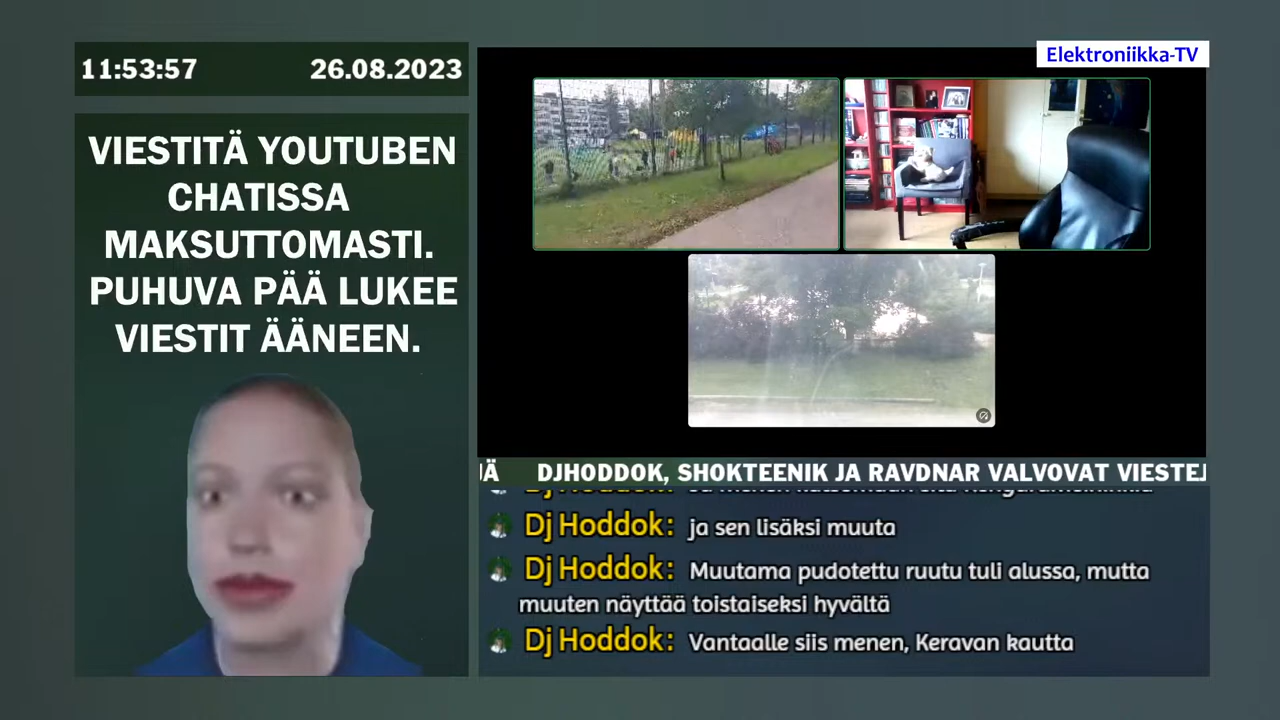 11:53:57 26.08.2023
Elektroniikka-TV
VIESTITÄ YOUTUBEN
CHATISSA
MAKSUTTOMASTI.
PUHUVA PÄÄ LUKEE
VIESTIT ÄÄNEEN.
DJHODDOK, SHOKTEENIK JA RAVDNAR VALVOVAT
Dj Hoddok:
Dj Hoddok: ja sen lisäksi muuta
Dj Hoddok: Muutama pudotettu ruutu tuli alussa, mutta
muuten näyttää toistaiseksi hyvältä
Dj Hoddok: Vantaalle siis menen, Keravan kautta